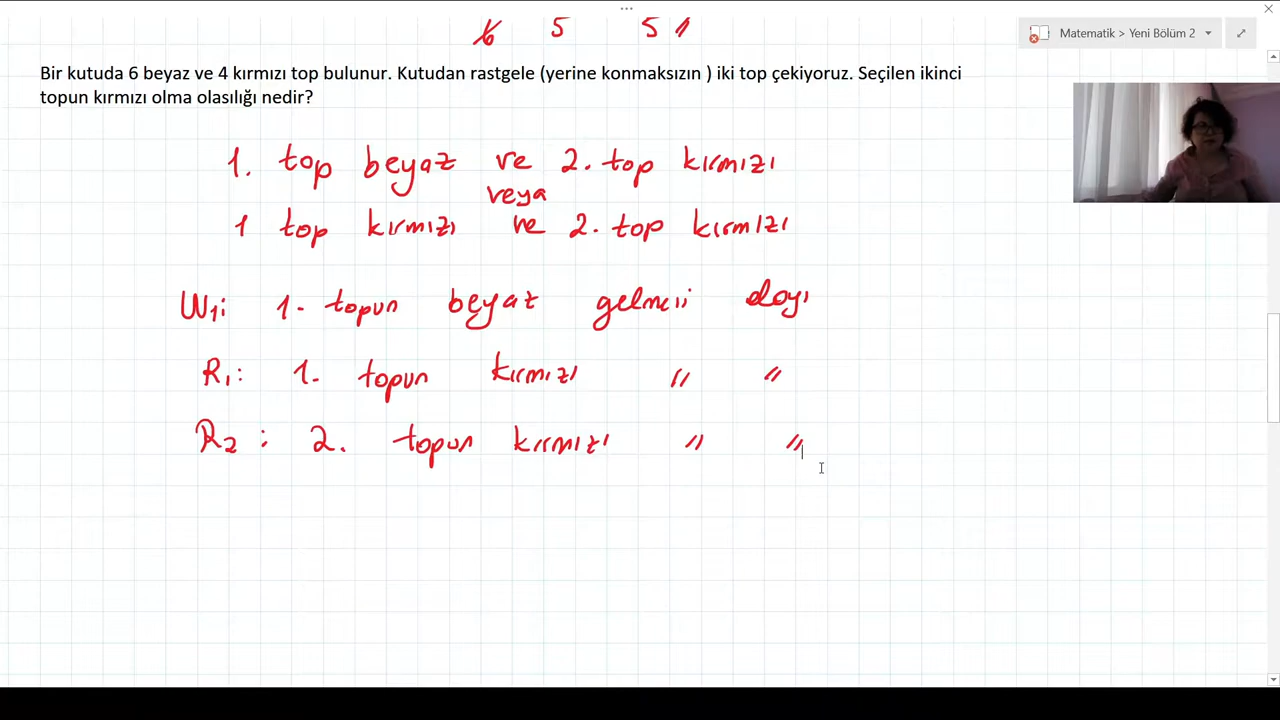 6 5 5 "
Matematik > Yeni Bölüm 2
Bir kutuda 6 beyaz ve 4 kırmızı top bulunur. Kutudan rastgele (yerine konmaksızın ) iki top çekiyoruz. Seçilen ikinci
topun kırmızı olma olasılığı nedir?
1. top beyaz ve 2. top kırmızı
veya
1 top kırmızı ve 2. top kırmızı
W1: 1. topun beyaz gelmesi olayı
R1: 1. topun kırmızı " "
R2 : 2. topun kırmızı " "